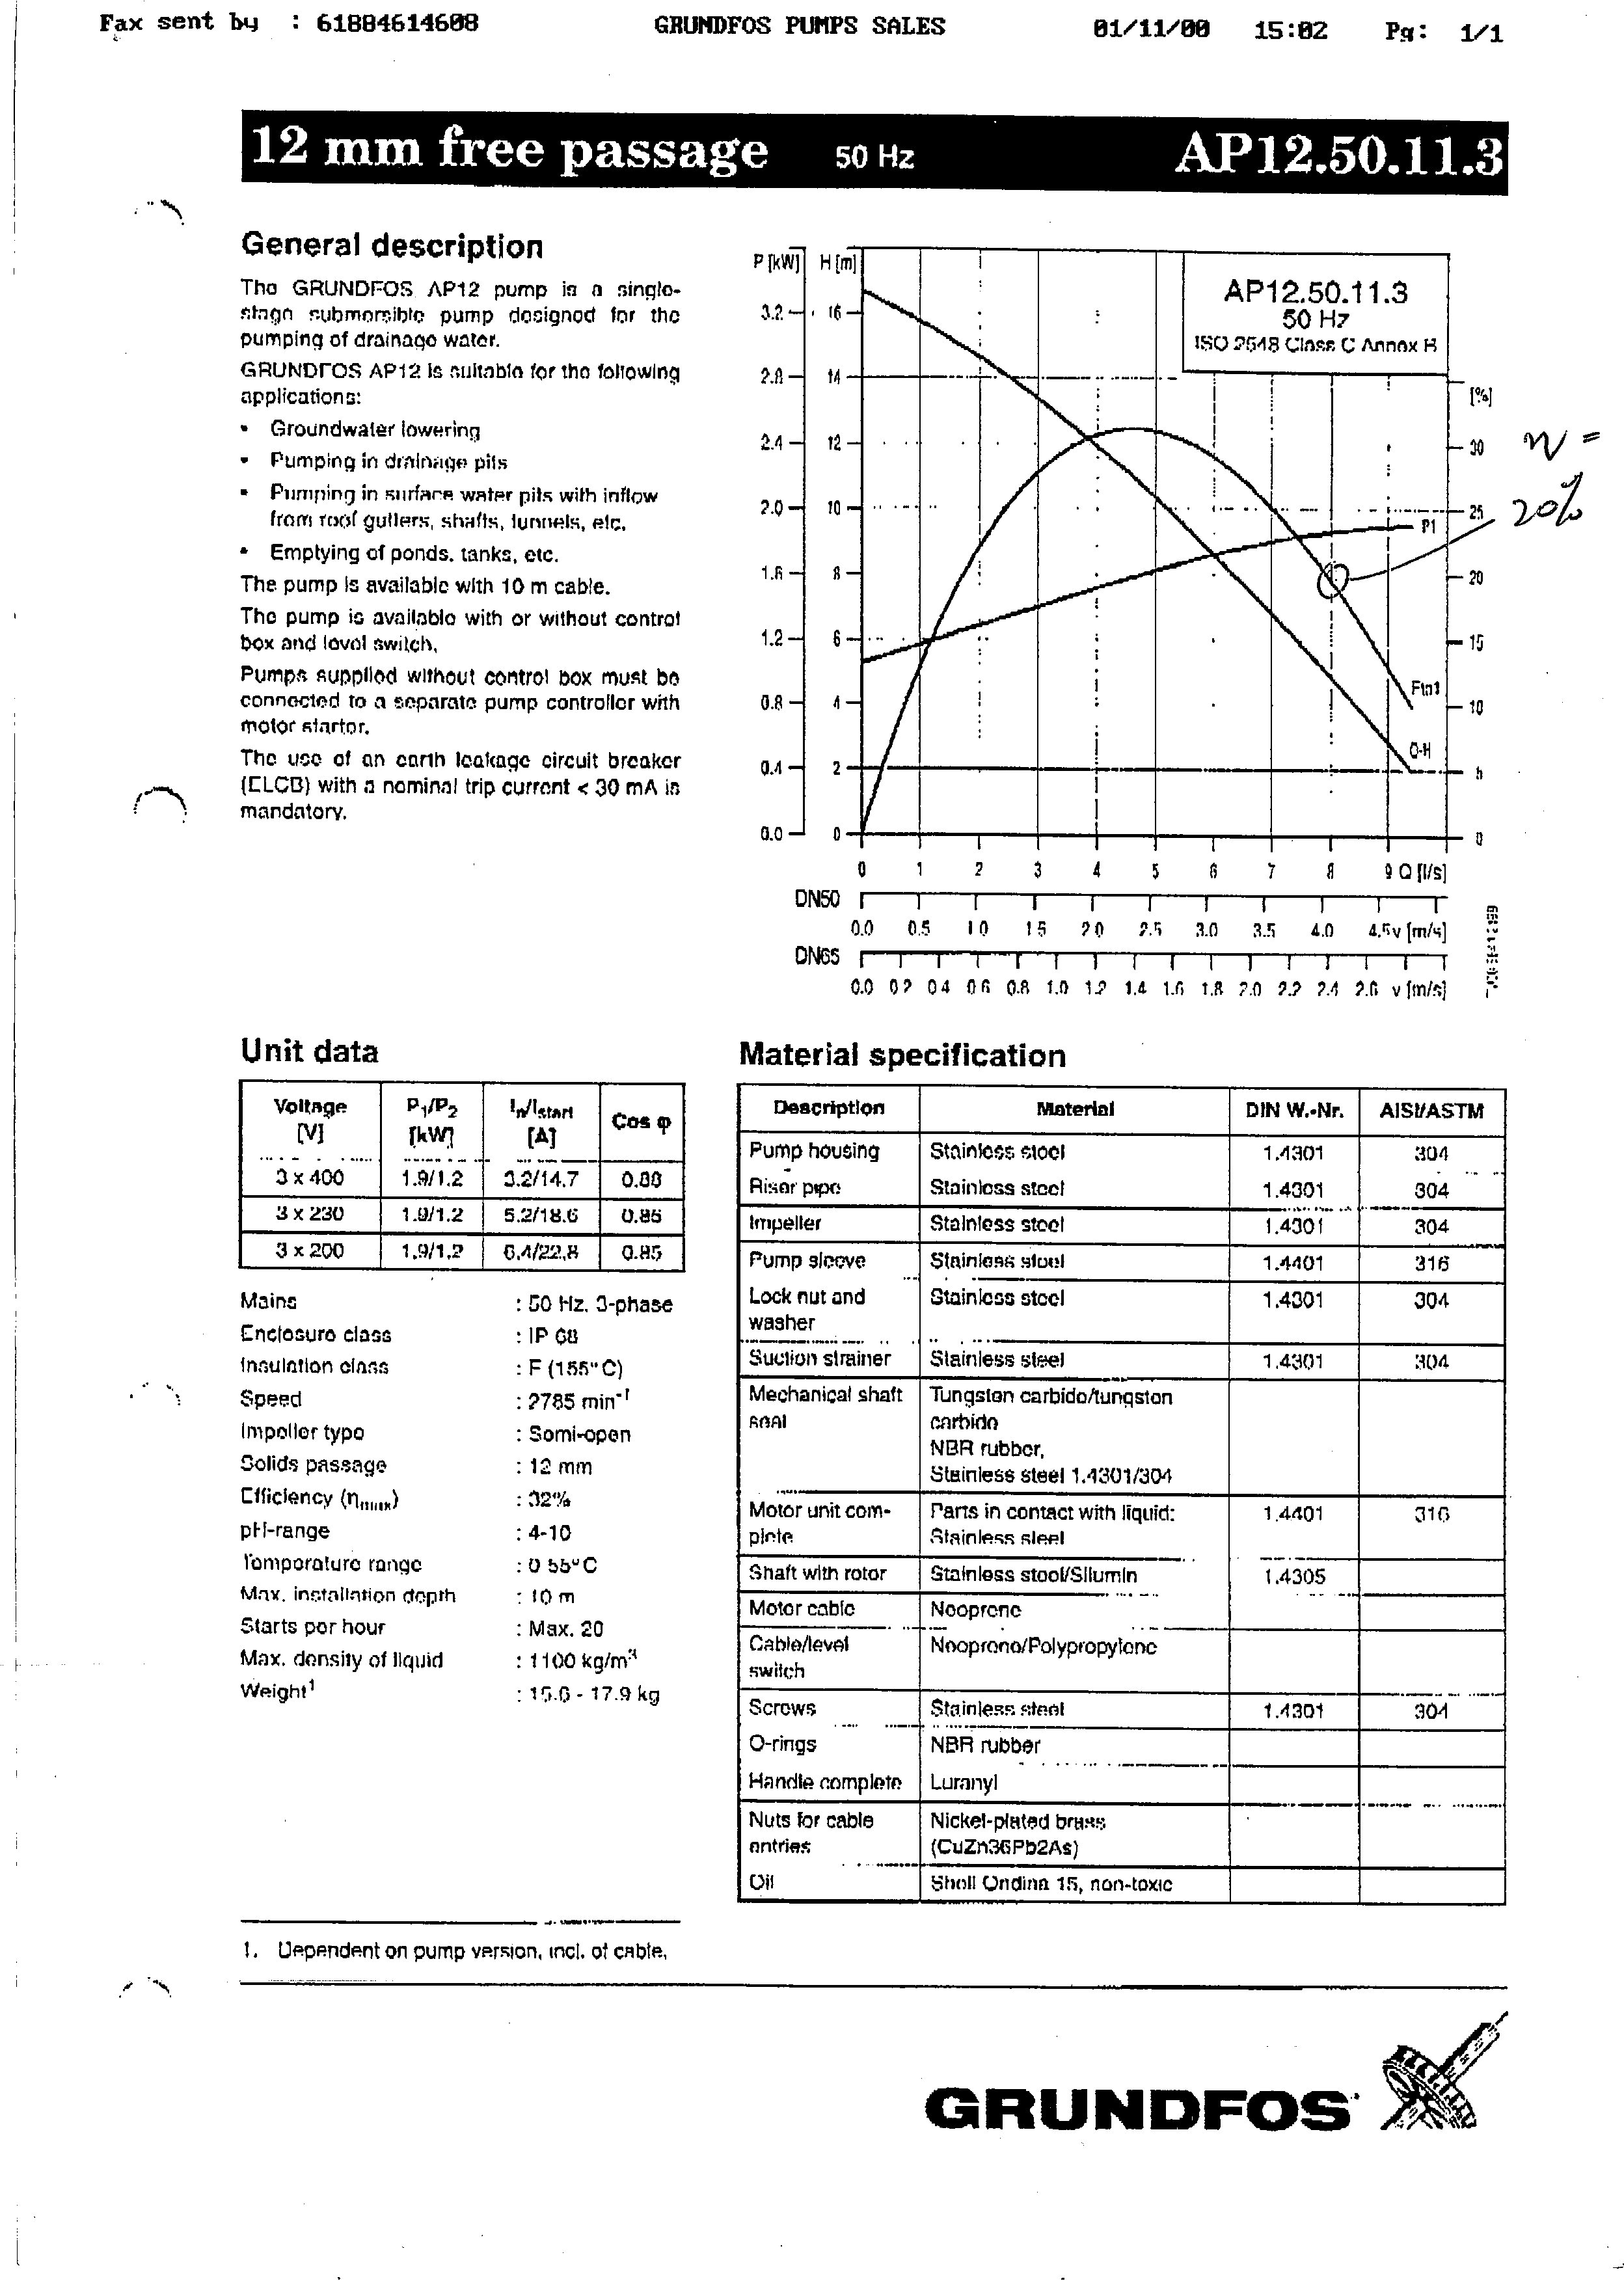 Fax sent by : 61884614608 GRUNDFOS PUMPS SALES 01/11/00 15:02 Pg: 1/1
12 mm free passage 50 Hz AP12.50.11.3
General description
The GRUNDFOS AP12 pump is a single-
stage submersible pump designed for the
pumping of drainage water.
GRUNDFOS AP12 is suitable for the following
applications:
• Groundwater lowering
• Pumping in drainage pits
• Pumping in surface water pits with inflow
from roof gutters, shafts, tunnels, etc.
• Emptying of ponds, tanks, etc.
The pump is available with 10 m cable.
The pump is available with or without control
box and level switch.
Pumps supplied without control box must be
connected to a separate pump controller with
motor starter.
The use of an earth leakage circuit breaker
(ELCB) with a nominal trip current < 30 mA is
mandatory.
P [kW] H [m]
AP12.50.11.3
50 Hz
ISO 2548 Class C Annex B
[%]
3.2 16
2.8 14
2.4 12 30
2.0 10 25
1.6 8 20
1.2 6 15
0.8 4 10
0.4 2 5
0.0 0 0
η =
20%
P1
Eta1
Q-H
0 1 2 3 4 5 6 7 8 9 Q [l/s]
DN50
0.0 0.5 1.0 1.5 2.0 2.5 3.0 3.5 4.0 4.5 v [m/s]
DN65
0.0 0.2 0.4 0.6 0.8 1.0 1.2 1.4 1.6 1.8 2.0 2.2 2.4 2.6 v [m/s]
Unit data
Voltage [V] P1/P2 [kW] In/Istart [A] Cos φ
3 x 400 1.9/1.2 3.2/14.7 0.88
3 x 230 1.9/1.2 5.2/18.6 0.85
3 x 200 1.9/1.2 6.4/22.8 0.85
Mains : 50 Hz, 3-phase
Enclosure class : IP 68
Insulation class : F (155°C)
Speed : 2785 min-1
Impeller type : Semi-open
Solids passage : 12 mm
Efficiency (ηmax) : 32%
pH-range : 4-10
Temperature range : 0 55°C
Max. installation depth : 10 m
Starts per hour : Max. 20
Max. density of liquid : 1100 kg/m3
Weight1 : 15.6 - 17.9 kg
Material specification
Description Material DIN W.-Nr. AISI/ASTM
Pump housing Stainless steel 1.4301 304
Riser pipe Stainless steel 1.4301 304
Impeller Stainless steel 1.4301 304
Pump sleeve Stainless steel 1.4401 316
Lock nut and Stainless steel 1.4301 304
washer
Suction strainer Stainless steel 1.4301 304
Mechanical shaft Tungsten carbide/tungsten
seal carbide
NBR rubber,
Stainless steel 1.4301/304
Motor unit com- Parts in contact with liquid: 1.4401 316
plete Stainless steel
Shaft with rotor Stainless steel/Silumin 1.4305
Motor cable Neoprene
Cable/level Neoprene/Polypropylene
switch
Screws Stainless steel 1.4301 304
O-rings NBR rubber
Handle complete Luranyl
Nuts for cable Nickel-plated brass
entries (CuZn36Pb2As)
Oil Shell Ondina 15, non-toxic
1. Dependent on pump version, incl. of cable.
GRUNDFOS